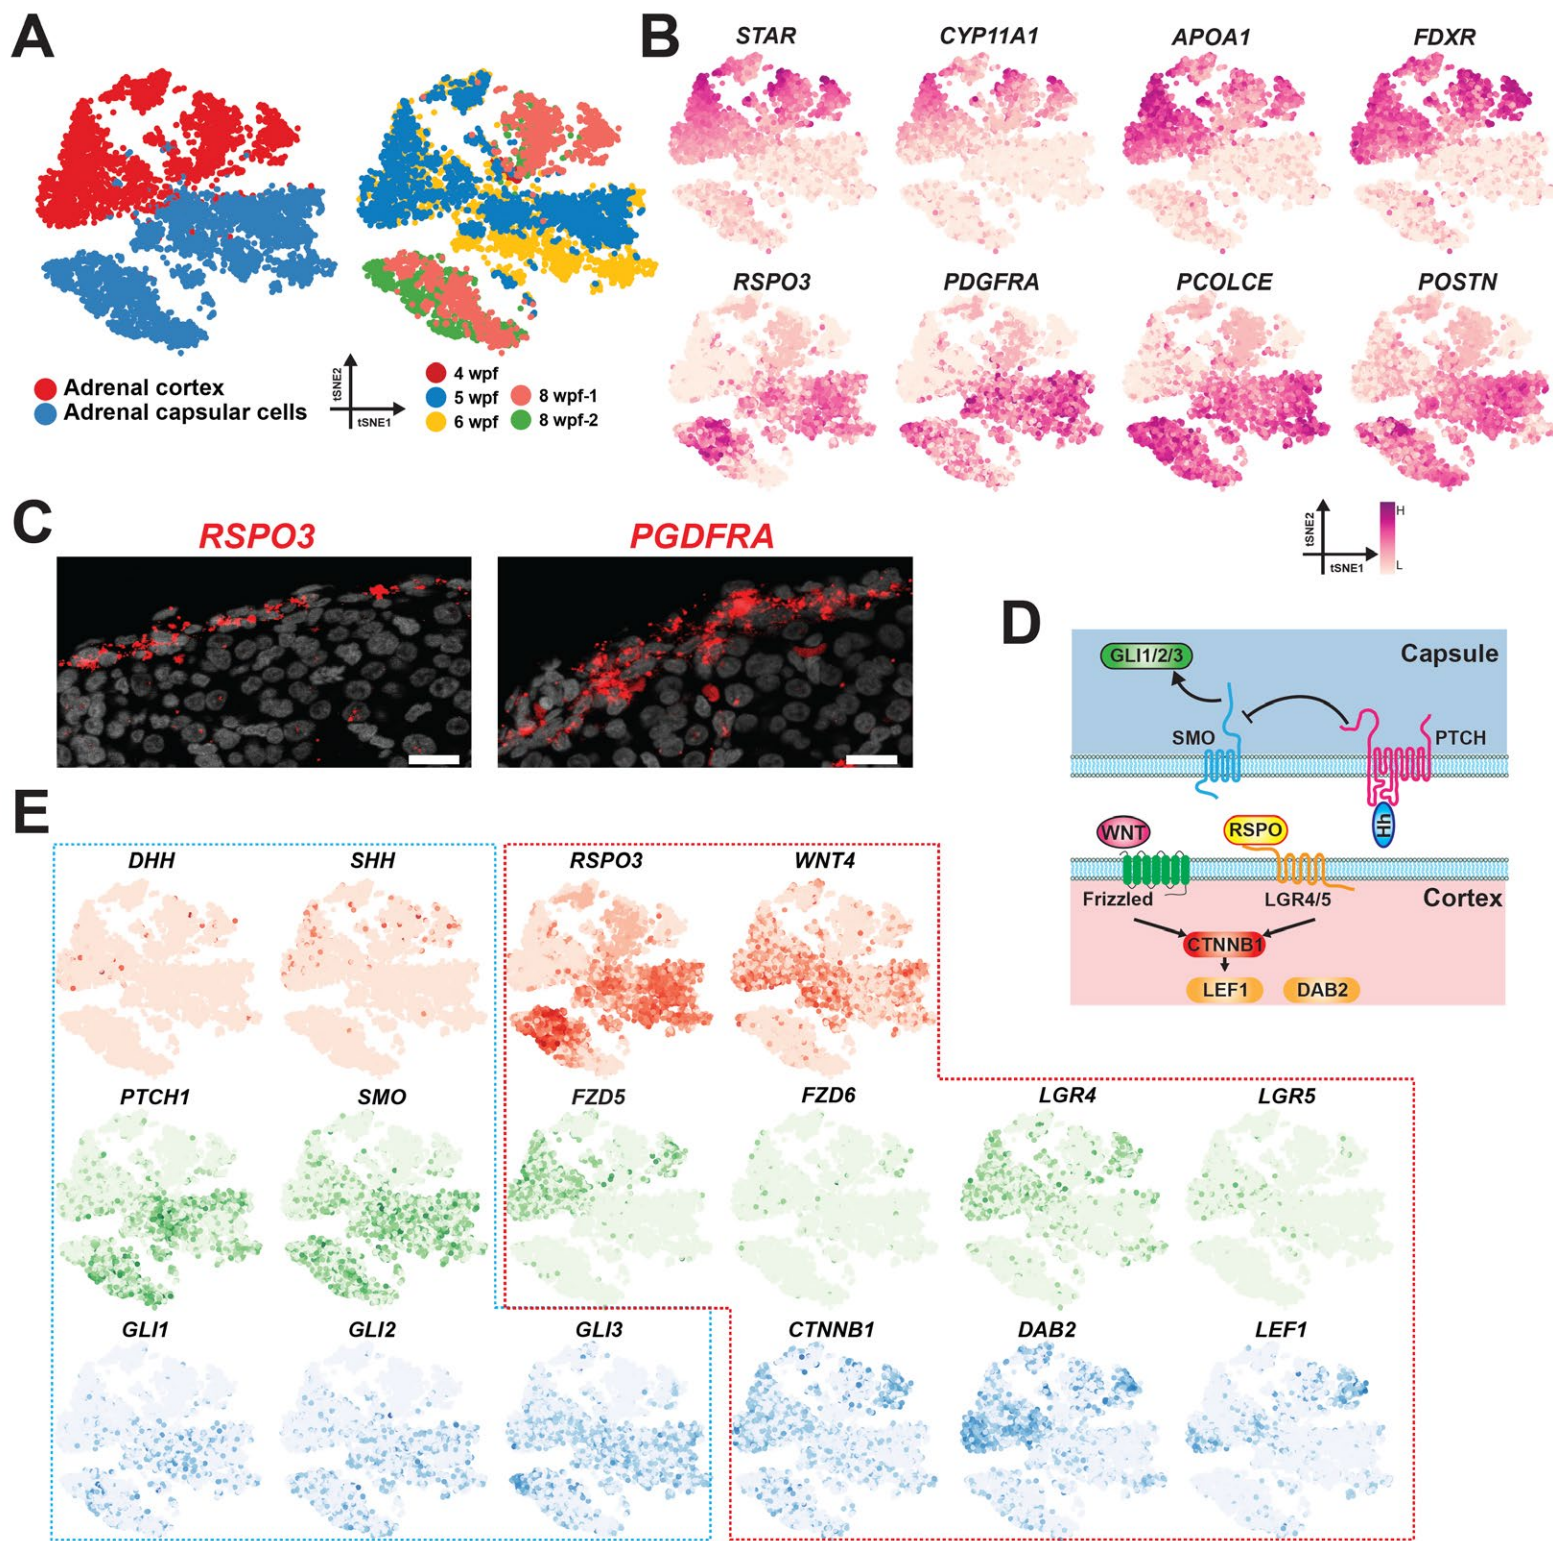 A
Adrenal cortex
Adrenal capsular cells
tSNE2
tSNE1
4 wpf
5 wpf
6 wpf
8 wpf-1
8 wpf-2
B
STAR CYP11A1 APOA1 FDXR
RSPO3 PDGFRA PCOLCE POSTN
tSNE2
tSNE1
H
L
C
RSPO3 PGDFRA
D
Capsule
GLI1/2/3
SMO
PTCH
Hh
WNT
RSPO
Frizzled
LGR4/5
Cortex
CTNNB1
LEF1
DAB2
E
DHH SHH RSPO3 WNT4
PTCH1 SMO FZD5 FZD6 LGR4 LGR5
GLI1 GLI2 GLI3 CTNNB1 DAB2 LEF1